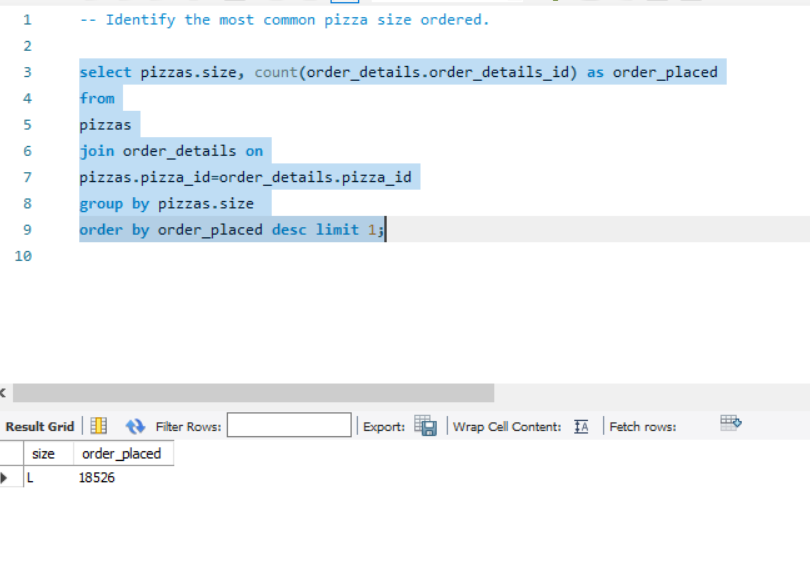 1 -- Identify the most common pizza size ordered.
2
3 select pizzas.size, count(order_details.order_details_id) as order_placed
4 from
5 pizzas
6 join order_details on
7 pizzas.pizza_id=order_details.pizza_id
8 group by pizzas.size
9 order by order_placed desc limit 1;
10
Result Grid Filter Rows: Export: Wrap Cell Content: IA Fetch rows:
size order_placed
L 18526